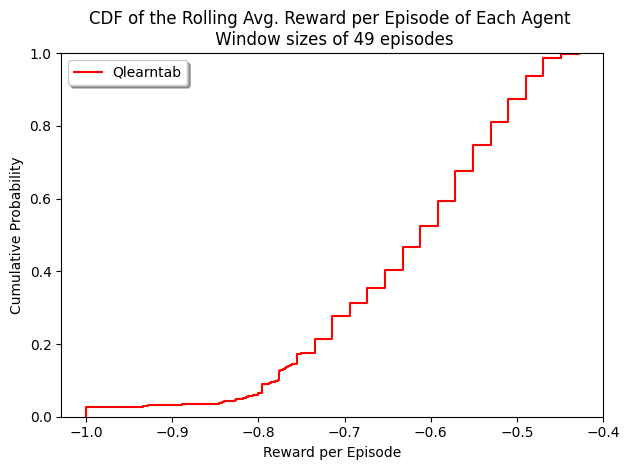 CDF of the Rolling Avg. Reward per Episode of Each Agent
Window sizes of 49 episodes
Qlearntab
Cumulative Probability
1.0
0.8
0.6
0.4
0.2
0.0
−1.0 −0.9 −0.8 −0.7 −0.6 −0.5 −0.4
Reward per Episode